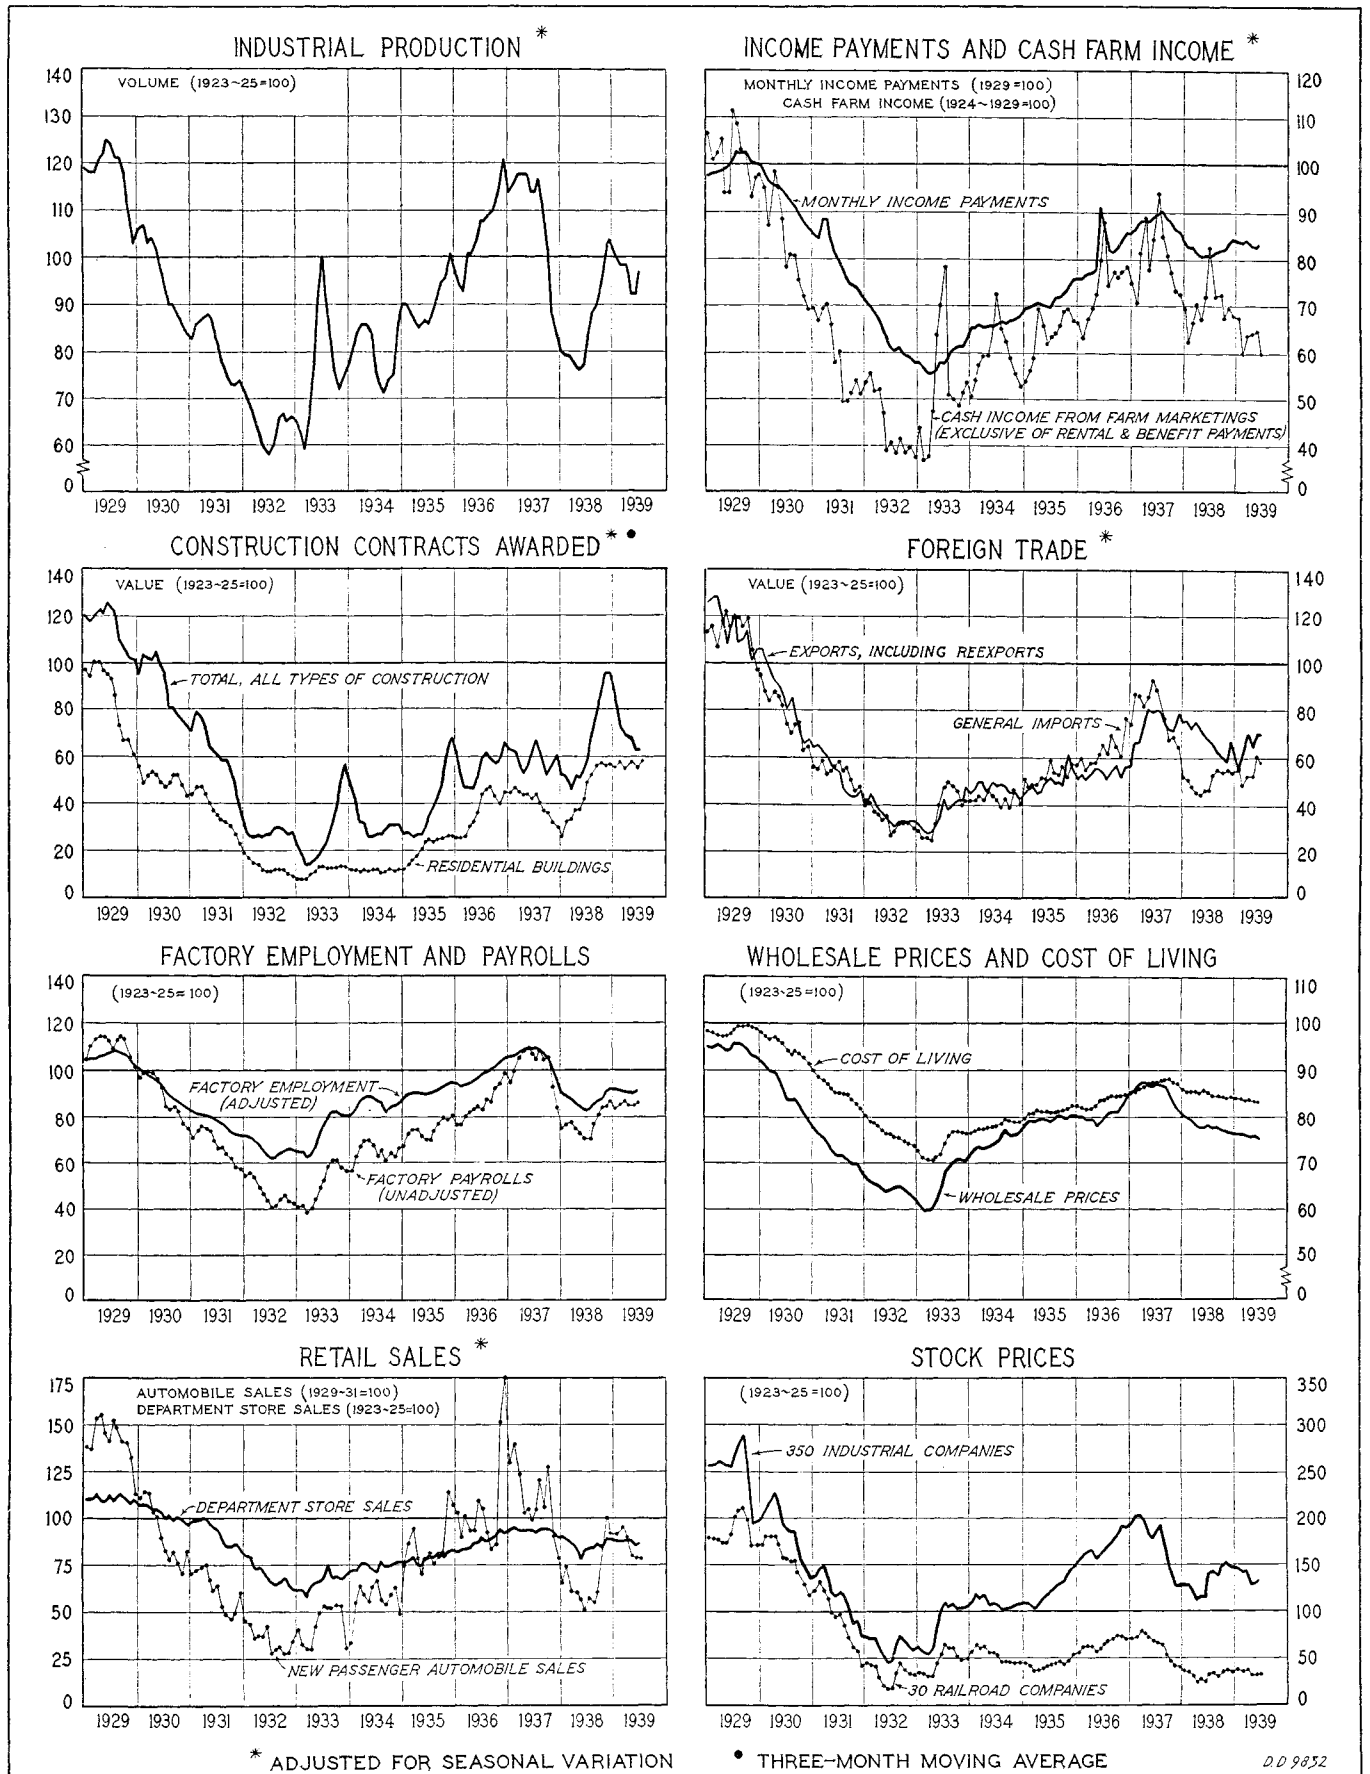 INDUSTRIAL PRODUCTION *
VOLUME (1923~25=100)
140
130
120
110
100
90
80
70
60
0
1929 1930 1931 1932 1933 1934 1935 1936 1937 1938 1939
INCOME PAYMENTS AND CASH FARM INCOME *
MONTHLY INCOME PAYMENTS (1929=100)
CASH FARM INCOME (1924~1929=100)
120
110
100
90
80
70
60
50
40
0
MONTHLY INCOME PAYMENTS
CASH INCOME FROM FARM MARKETINGS
(EXCLUSIVE OF RENTAL & BENEFIT PAYMENTS)
1929 1930 1931 1932 1933 1934 1935 1936 1937 1938 1939
CONSTRUCTION CONTRACTS AWARDED * •
VALUE (1923~25=100)
140
120
100
80
60
40
20
0
TOTAL, ALL TYPES OF CONSTRUCTION
RESIDENTIAL BUILDINGS
1929 1930 1931 1932 1933 1934 1935 1936 1937 1938 1939
FOREIGN TRADE *
VALUE (1923~25=100)
140
120
100
80
60
40
20
0
EXPORTS, INCLUDING REEXPORTS
GENERAL IMPORTS
1929 1930 1931 1932 1933 1934 1935 1936 1937 1938 1939
FACTORY EMPLOYMENT AND PAYROLLS
(1923~25=100)
140
120
100
80
60
40
20
0
FACTORY EMPLOYMENT
(ADJUSTED)
FACTORY PAYROLLS
(UNADJUSTED)
1929 1930 1931 1932 1933 1934 1935 1936 1937 1938 1939
WHOLESALE PRICES AND COST OF LIVING
(1923~25=100)
110
100
90
80
70
60
50
0
COST OF LIVING
WHOLESALE PRICES
1929 1930 1931 1932 1933 1934 1935 1936 1937 1938 1939
RETAIL SALES *
AUTOMOBILE SALES (1929~31=100)
DEPARTMENT STORE SALES (1923~25=100)
175
150
125
100
75
50
25
0
DEPARTMENT STORE SALES
NEW PASSENGER AUTOMOBILE SALES
1929 1930 1931 1932 1933 1934 1935 1936 1937 1938 1939
STOCK PRICES
(1923~25=100)
350
300
250
200
150
100
50
0
350 INDUSTRIAL COMPANIES
30 RAILROAD COMPANIES
1929 1930 1931 1932 1933 1934 1935 1936 1937 1938 1939
* ADJUSTED FOR SEASONAL VARIATION
• THREE-MONTH MOVING AVERAGE
D.D 9852